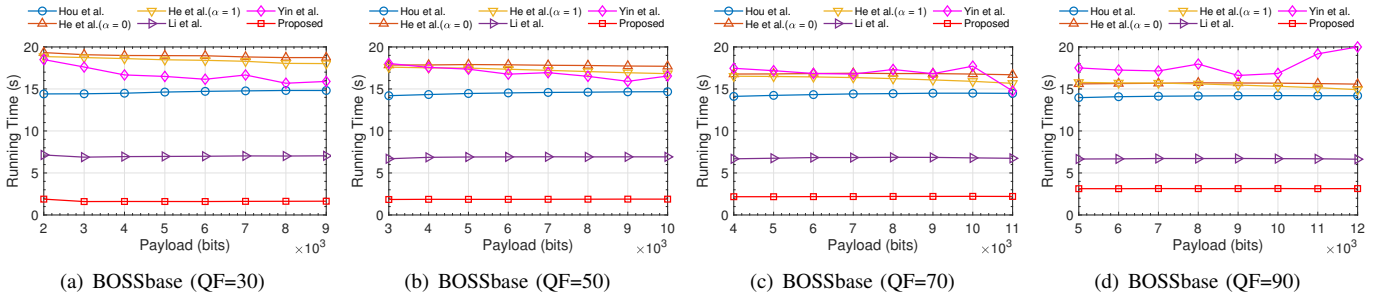 Hou et al. He et al.(α = 1) Yin et al.
He et al.(α = 0) Li et al. Proposed
20
15
10
5
0
Running Time (s)
2 3 4 5 6 7 8 9
Payload (bits) ×10³
(a) BOSSbase (QF=30)
Hou et al. He et al.(α = 1) Yin et al.
He et al.(α = 0) Li et al. Proposed
20
15
10
5
0
Running Time (s)
3 4 5 6 7 8 9 10
Payload (bits) ×10³
(b) BOSSbase (QF=50)
Hou et al. He et al.(α = 1) Yin et al.
He et al.(α = 0) Li et al. Proposed
20
15
10
5
0
Running Time (s)
4 5 6 7 8 9 10 11
Payload (bits) ×10³
(c) BOSSbase (QF=70)
Hou et al. He et al.(α = 1) Yin et al.
He et al.(α = 0) Li et al. Proposed
20
15
10
5
0
Running Time (s)
5 6 7 8 9 10 11 12
Payload (bits) ×10³
(d) BOSSbase (QF=90)